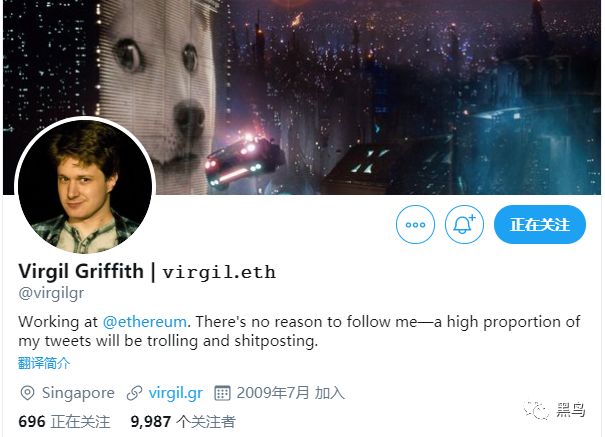 正在关注
Virgil Griffith | virgil.eth
@virgilgr
Working at @ethereum. There's no reason to follow me—a high proportion of
my tweets will be trolling and shitposting.
翻译简介
Singapore virgil.gr 2009年7月 加入
696 正在关注 9,987 个关注者
黑鸟